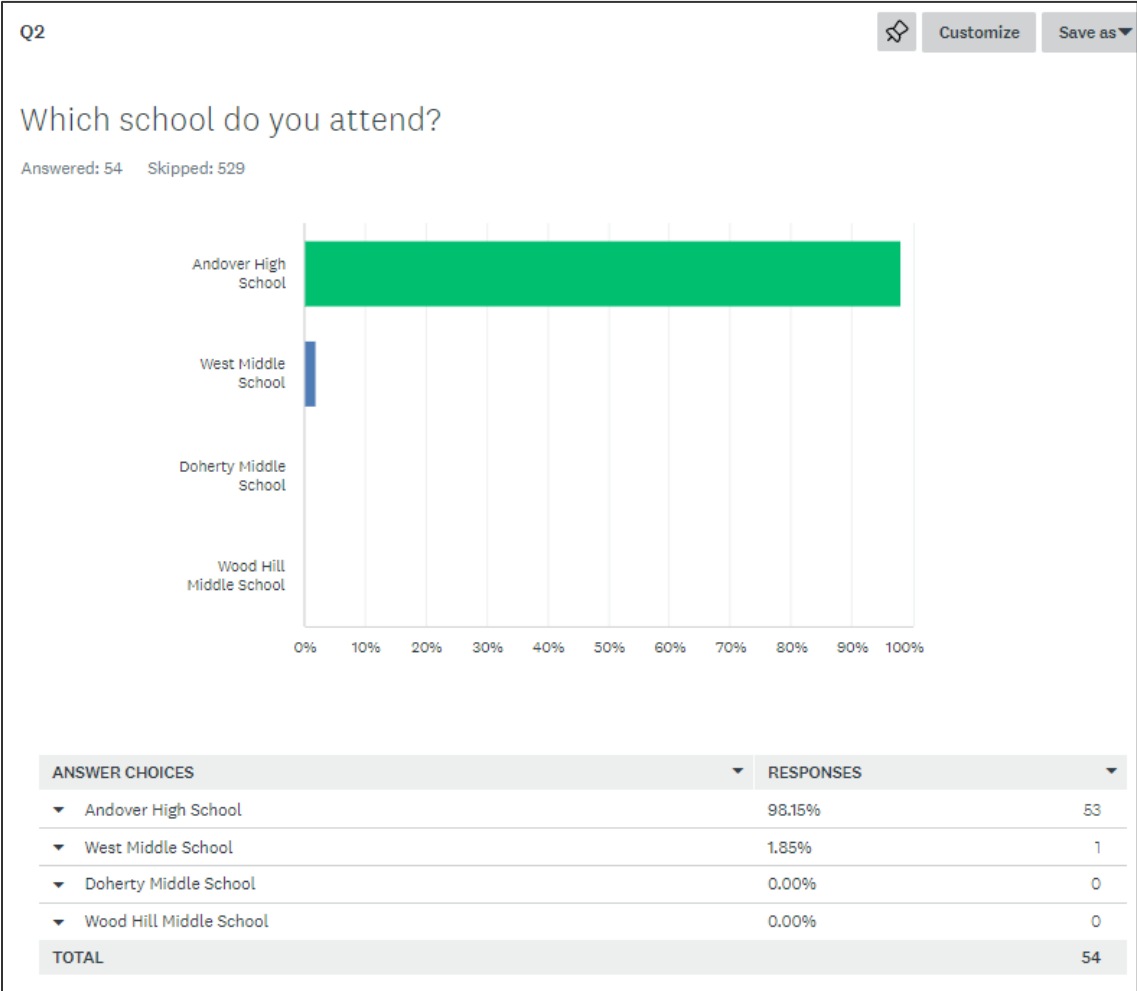 Q2
Customize
Save as
Which school do you attend?
Answered: 54 Skipped: 529
Andover High
School
West Middle
School
Doherty Middle
School
Wood Hill
Middle School
0% 10% 20% 30% 40% 50% 60% 70% 80% 90% 100%
ANSWER CHOICES RESPONSES
Andover High School 98.15% 53
West Middle School 1.85% 1
Doherty Middle School 0.00% 0
Wood Hill Middle School 0.00% 0
TOTAL 54